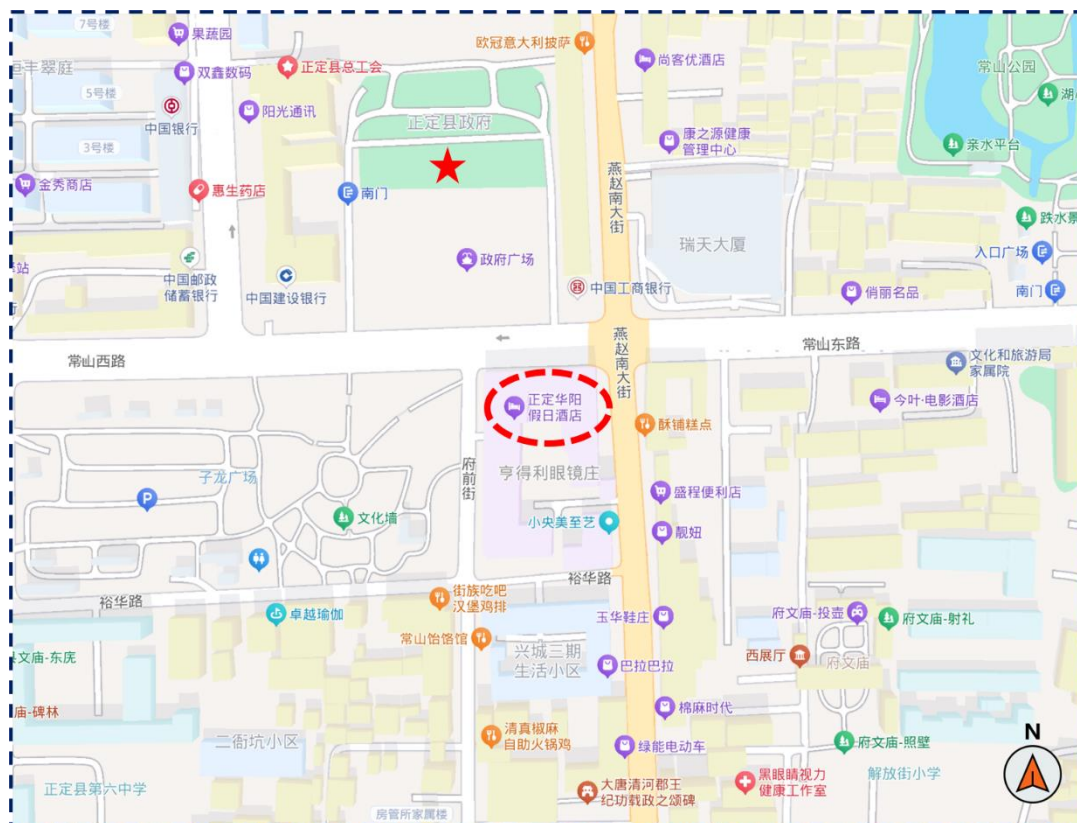 7号楼
果蔬园
欧冠意大利披萨
恒丰翠庭
双鑫数码
正定县总工会
尚客优酒店
常山公园
5号楼
湖心
中国银行
阳光通讯
正定县政府
3号楼
康之源健康
管理中心
亲水平台
金秀商店
惠生药店
南门
燕赵南大街
跌水景
瑞天大厦
入口广场
政府广场
中国邮政
储蓄银行
中国建设银行
中国工商银行
俏丽名品
南门
常山西路
燕赵南大街
常山东路
文化和旅游局
家属院
正定华阳
假日酒店
今叶·电影酒店
酥铺糕点
府前街
亨得利眼镜庄
子龙广场
P
盛程便利店
文化墙
小央美至艺
靓妞
裕华路
裕华路
街族吃吧
汉堡鸡排
卓越瑜伽
玉华鞋庄
府文庙-投壶
府文庙-射礼
常山饸饹馆
兴城三期
生活小区
县文庙-东庑
西展厅
府文庙
巴拉巴拉
庙-碑林
棉麻时代
清真椒麻
自助火锅鸡
二衙坑小区
绿能电动车
府文庙-照壁
N
正定县第六中学
大唐清河郡王
纪功载政之颂碑
黑眼睛视力
健康工作室
解放街小学
房管所家属楼